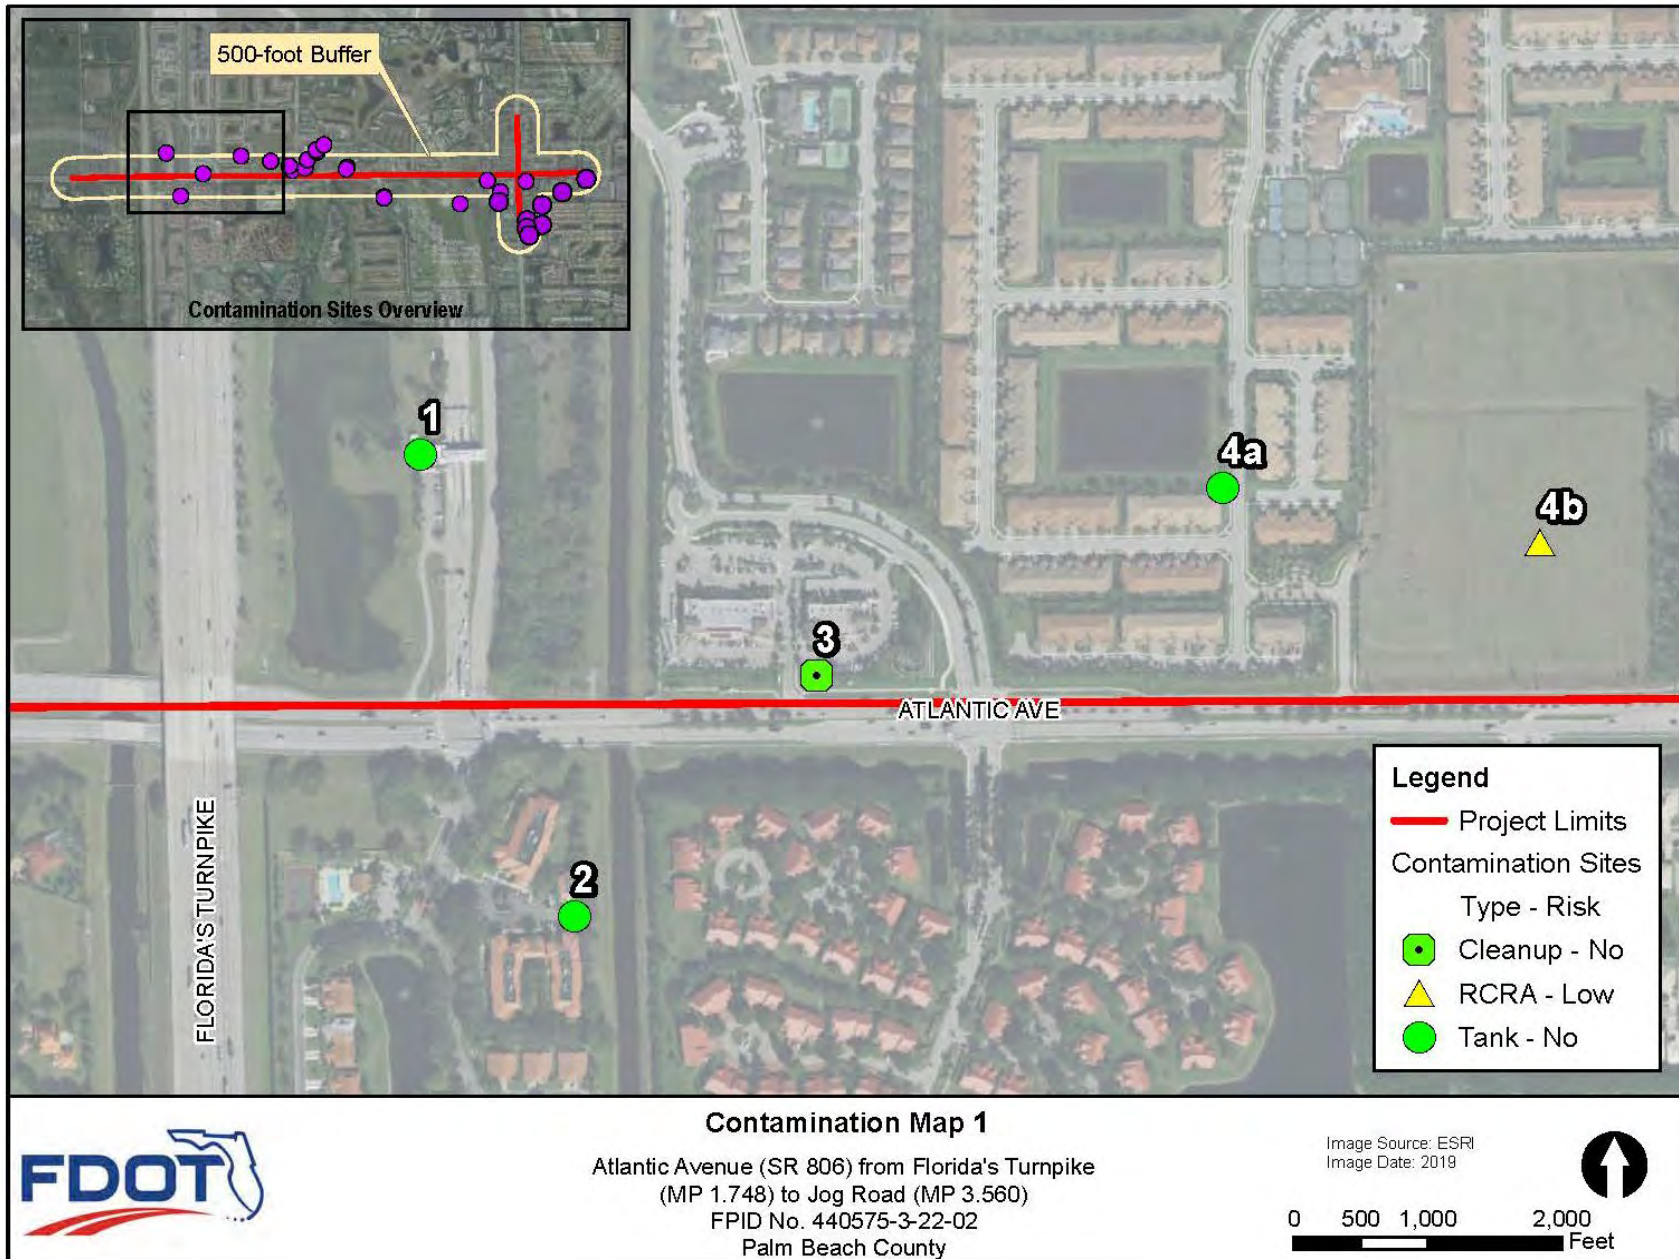 500-foot Buffer
Contamination Sites Overview
1
4a
4b
3
ATLANTIC AVE
FLORIDA'S TURNPIKE
2
Legend
Project Limits
Contamination Sites
Type - Risk
Cleanup - No
RCRA - Low
Tank - No
FDOT
Contamination Map 1
Atlantic Avenue (SR 806) from Florida's Turnpike
(MP 1.748) to Jog Road (MP 3.560)
FPID No. 440575-3-22-02
Palm Beach County
Image Source: ESRI
Image Date: 2019
0 500 1,000 2,000
Feet